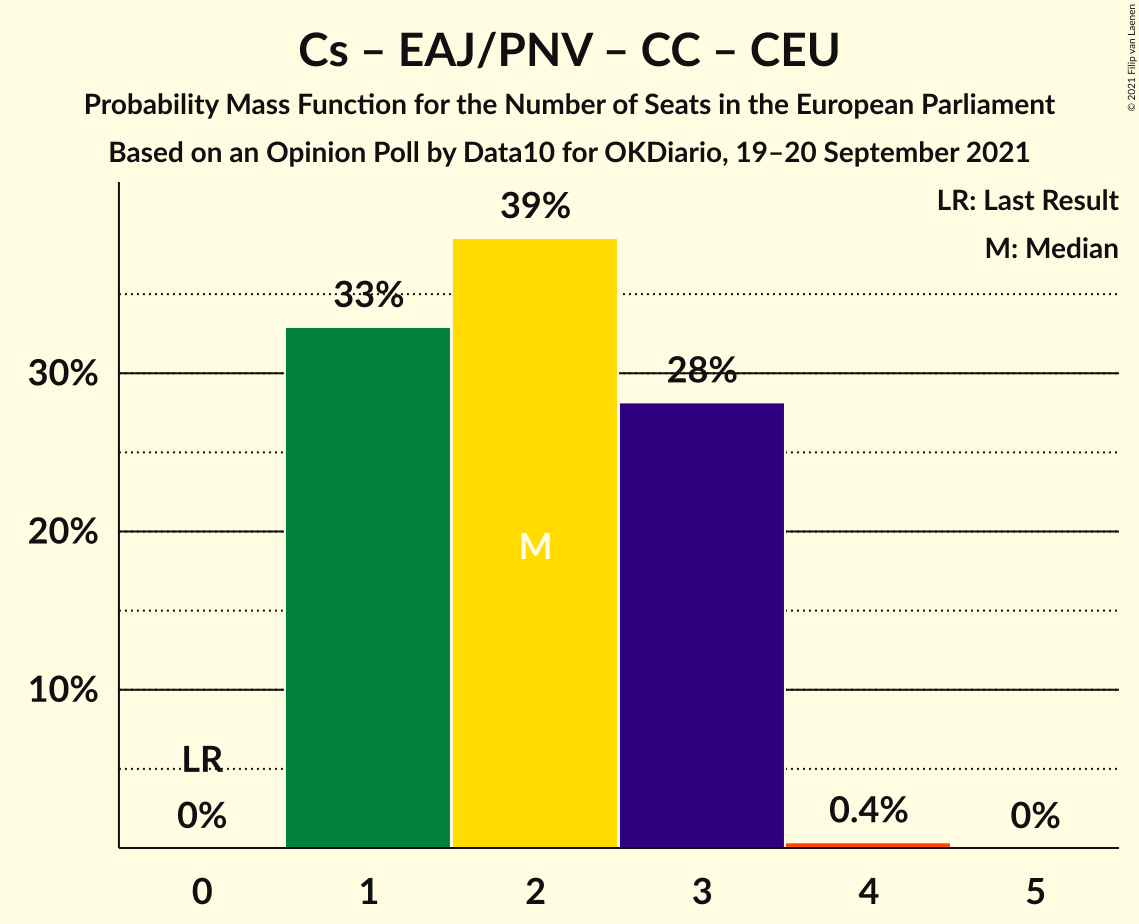 Cs – EAJ/PNV – CC – CEU
Probability Mass Function for the Number of Seats in the European Parliament
Based on an Opinion Poll by Data10 for OKDiario, 19–20 September 2021
© 2021 Filip van Laenen
LR: Last Result
M: Median
39%
33%
28%
30%
20%
M
10%
LR
0%
0.4%
0%
0 1 2 3 4 5